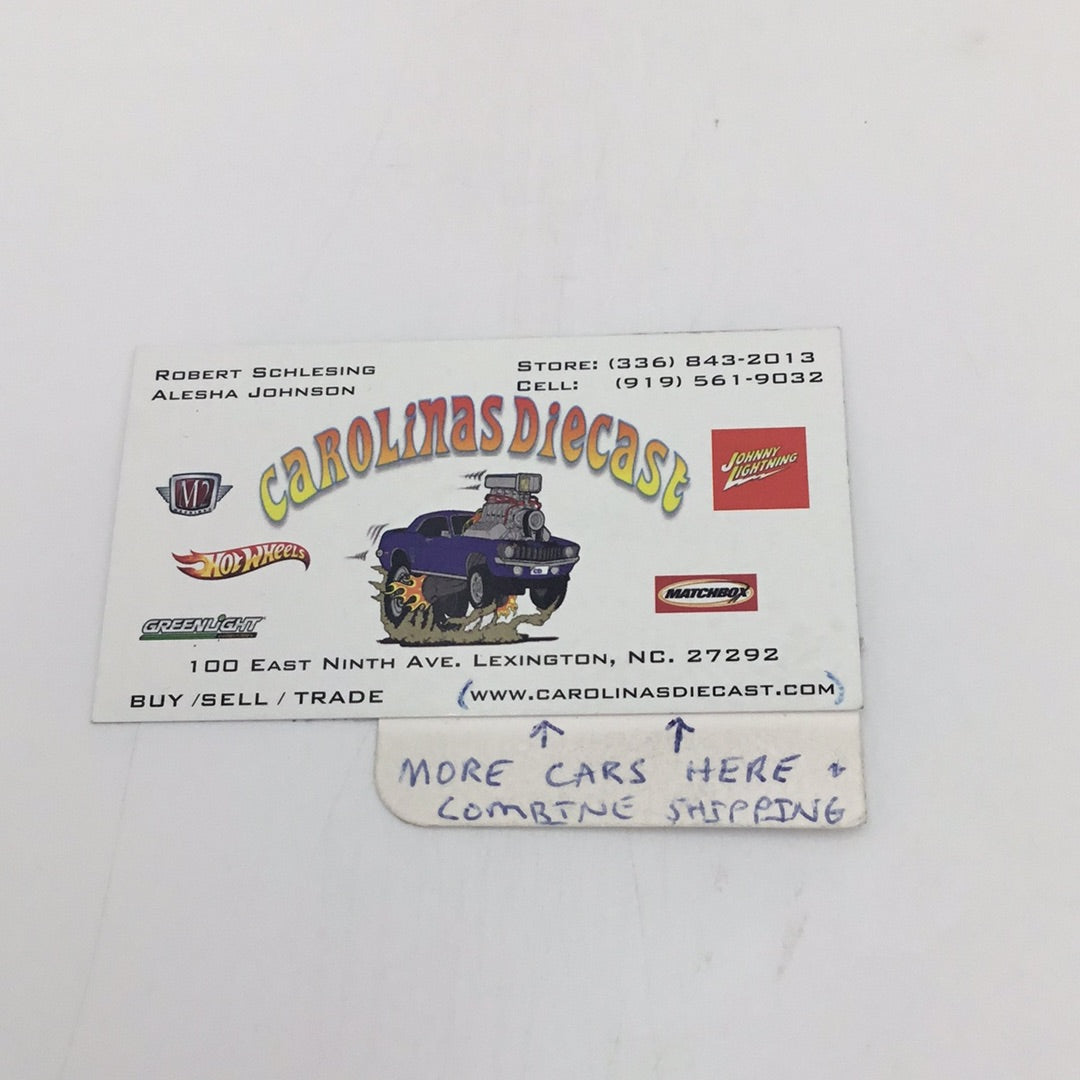 ROBERT SCHLESING
ALESHA JOHNSON
STORE: (336) 843-2013
CELL: (919) 561-9032
CAROLINAS DIECAST
M2
JOHNNY
LIGHTNING
HOT WHEELS
CD
MATCHBOX
GREENLIGHT
100 EAST NINTH AVE. LEXINGTON, NC. 27292
BUY /SELL / TRADE
(WWW.CAROLINASDIECAST.COM)
↑ ↑
MORE CARS HERE +
COMBINE SHIPPING